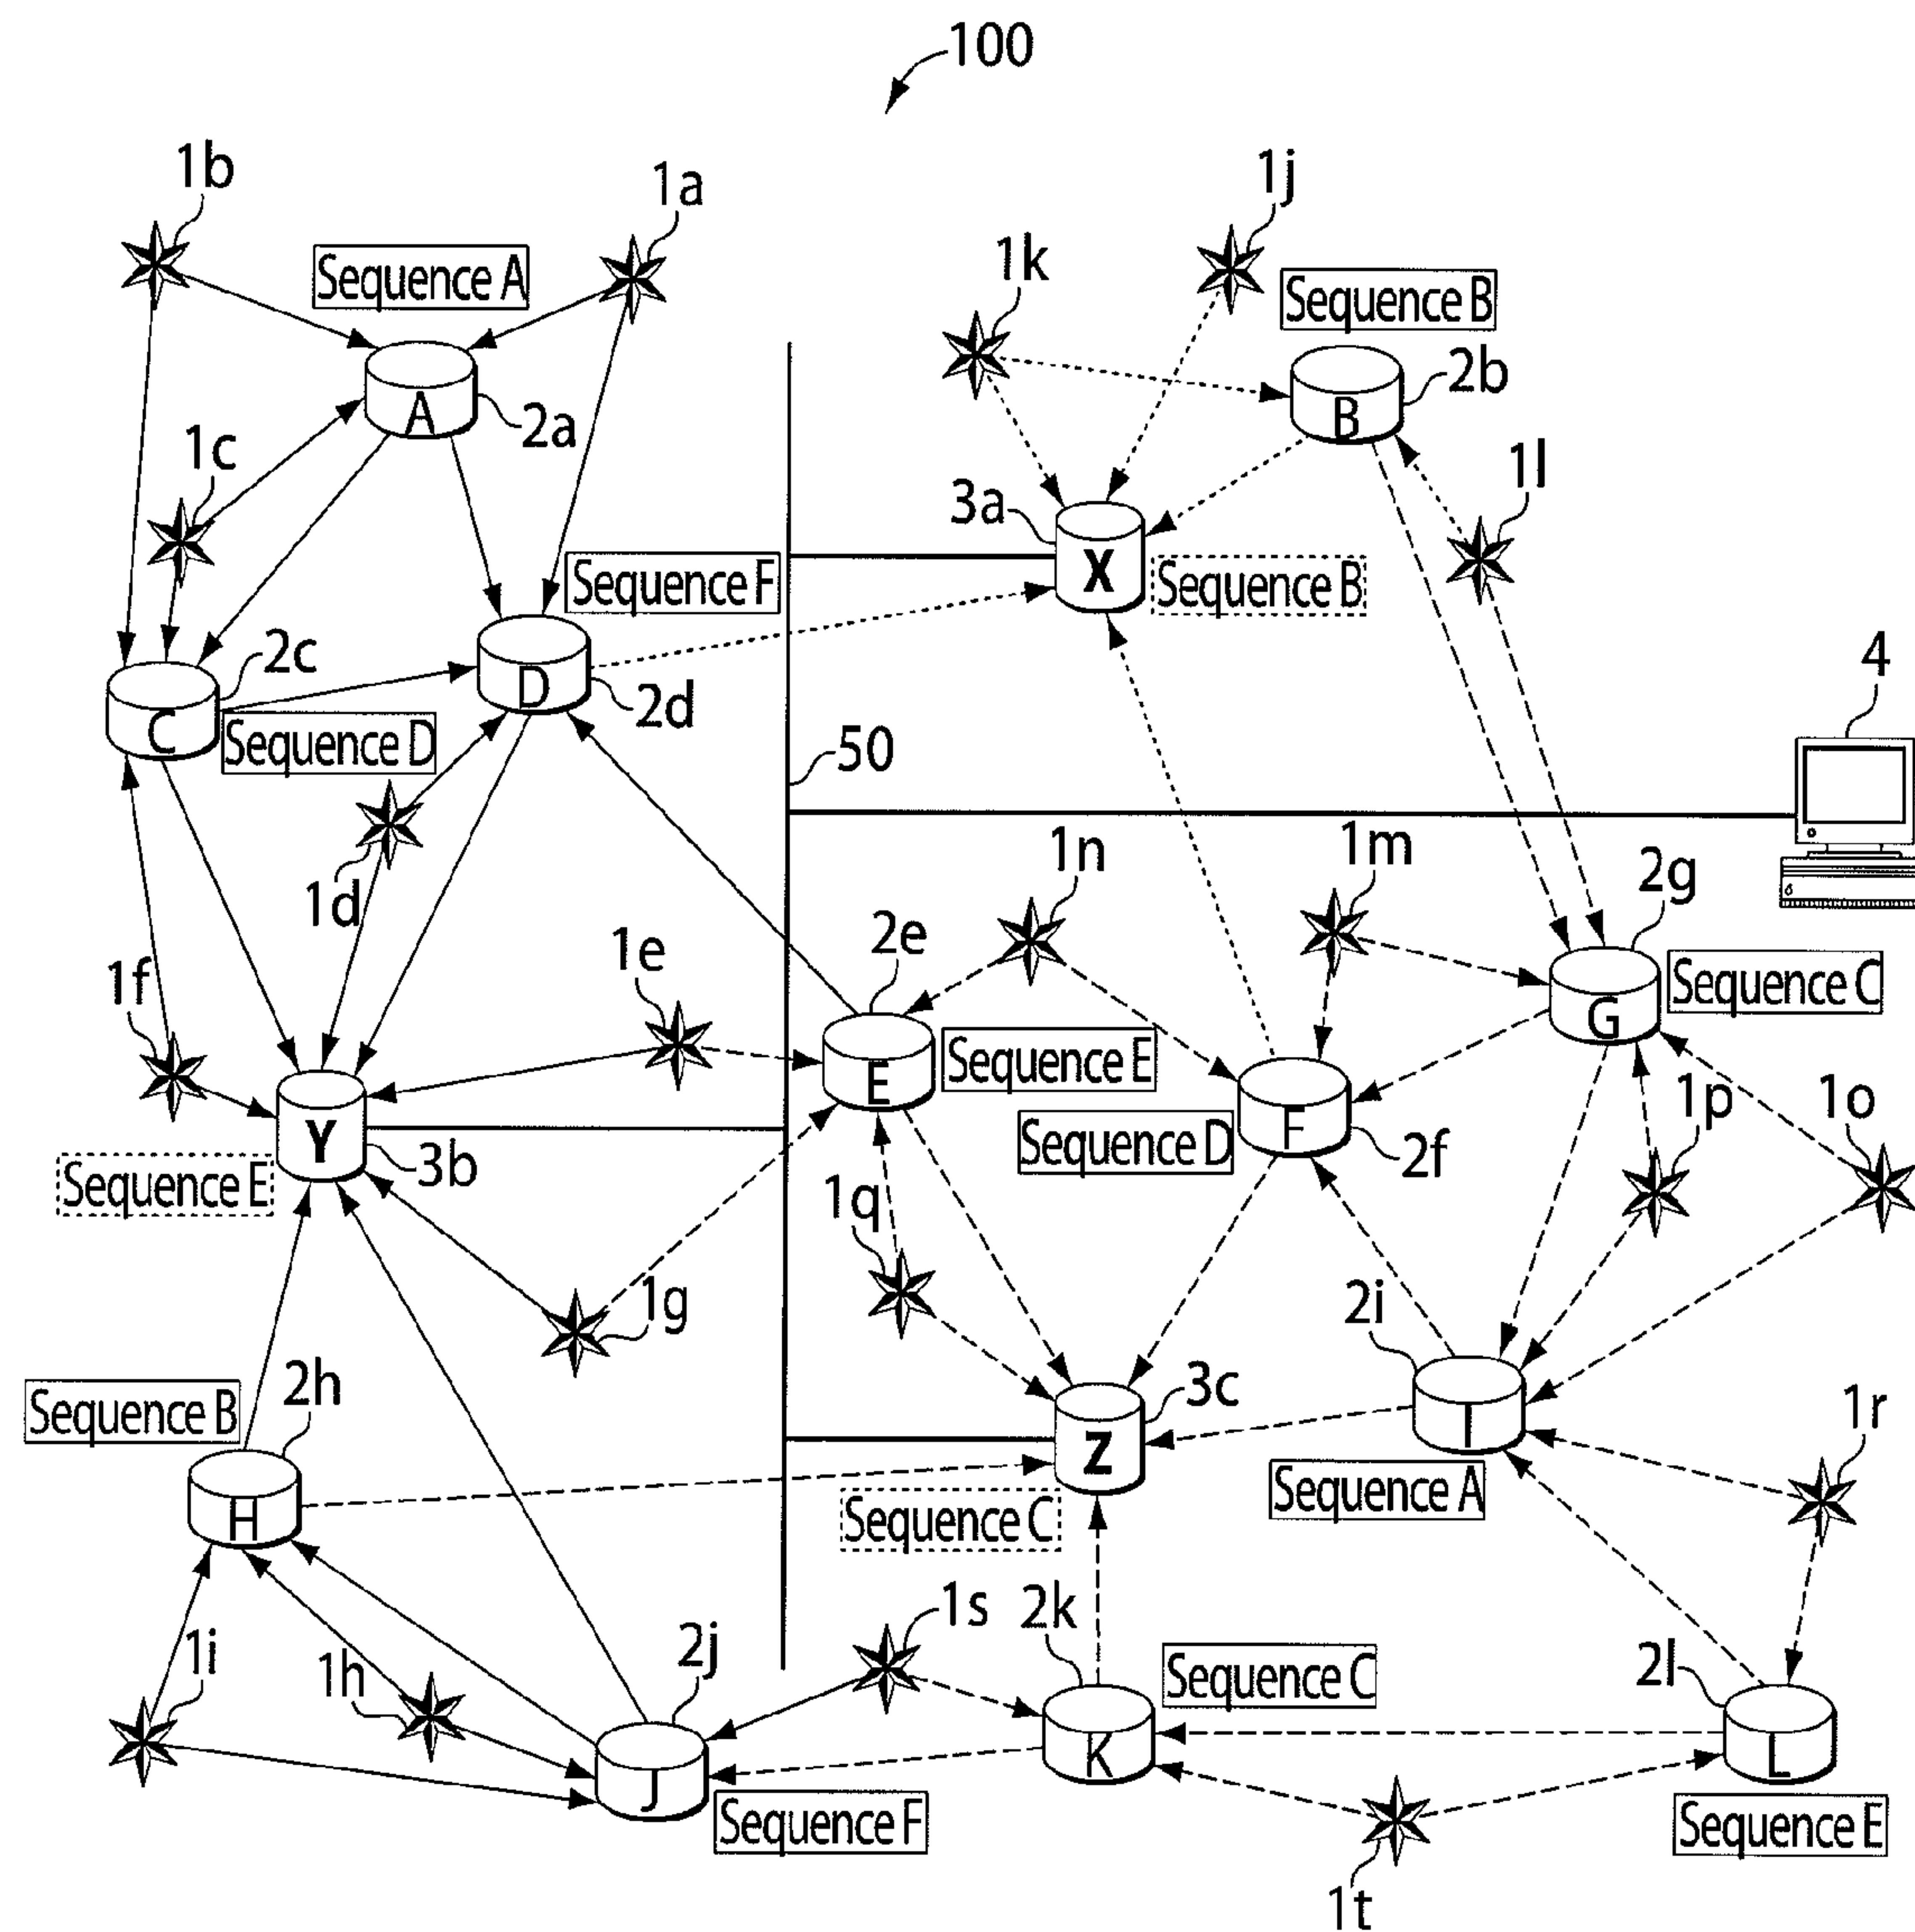 100
1b
1a
1j
1k
Sequence A
Sequence B
A
2a
B
2b
1c
1l
3a
X
Sequence F
Sequence B
2c
D
2d
C
Sequence D
4
50
1n
1m
2g
1d
2e
1e
1f
Sequence C
G
Sequence E
E
Y
F
1p
1o
Sequence D
2f
3b
Sequence E
1q
1g
2i
3c
2h
Sequence B
I
1r
Z
H
Sequence A
Sequence C
1s
2k
1i
1h
2j
Sequence C
2l
K
L
J
Sequence F
Sequence E
1t